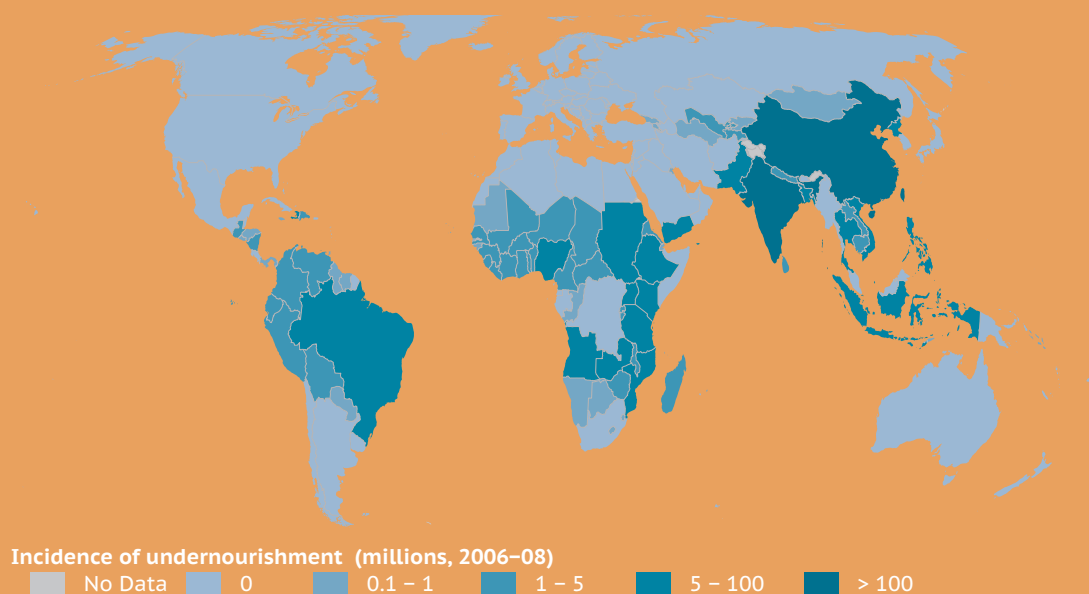 Incidence of undernourishment (millions, 2006–08)
No Data 0 0.1 – 1 1 – 5 5 – 100 > 100